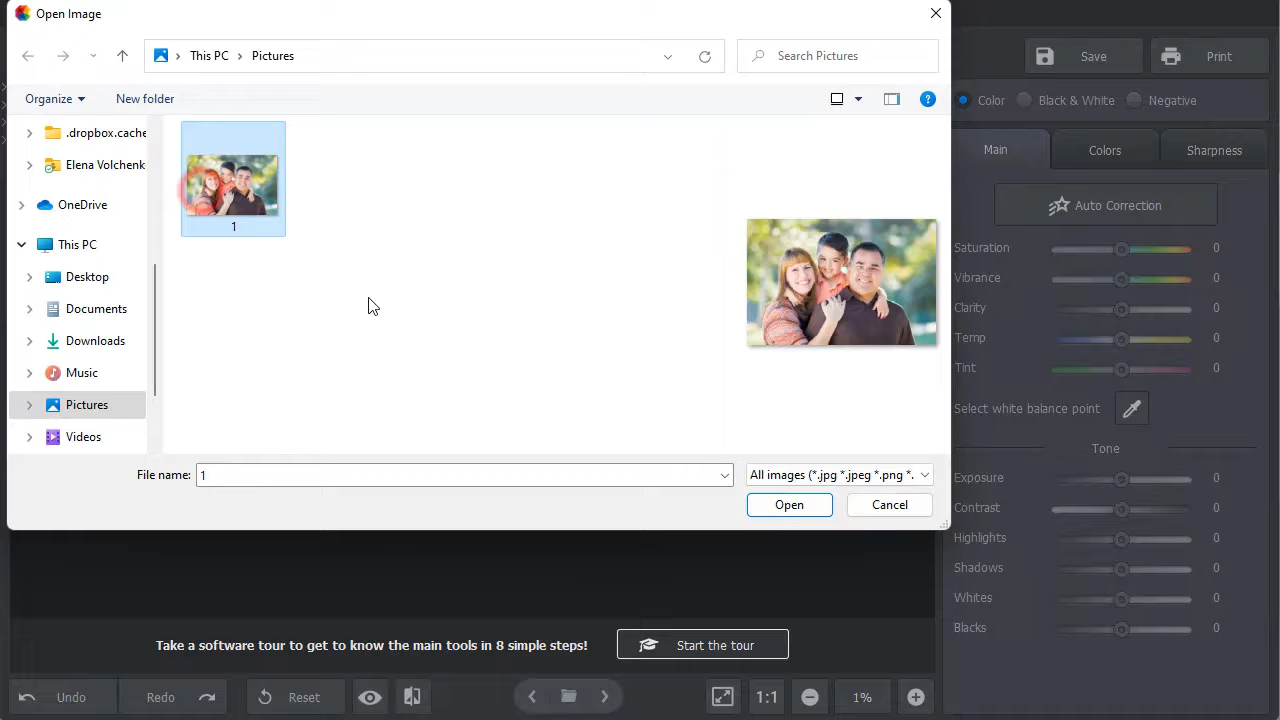 Open Image
This PC
Pictures
Search Pictures
Save
Print
Organize
New folder
Color
Black & White
Negative
.dropbox.cache
Elena Volchenk
OneDrive
This PC
Desktop
Documents
Downloads
Music
Pictures
Videos
1
Main
Colors
Sharpness
Auto Correction
Saturation 0
Vibrance 0
Clarity 0
Temp 0
Tint 0
Select white balance point
Tone
Exposure 0
Contrast 0
Highlights 0
Shadows 0
Whites 0
Blacks 0
File name: 1
All images (*.jpg *.jpeg *.png *.
Open
Cancel
Take a software tour to get to know the main tools in 8 simple steps!
Start the tour
Undo
Redo
Reset
1:1
1%